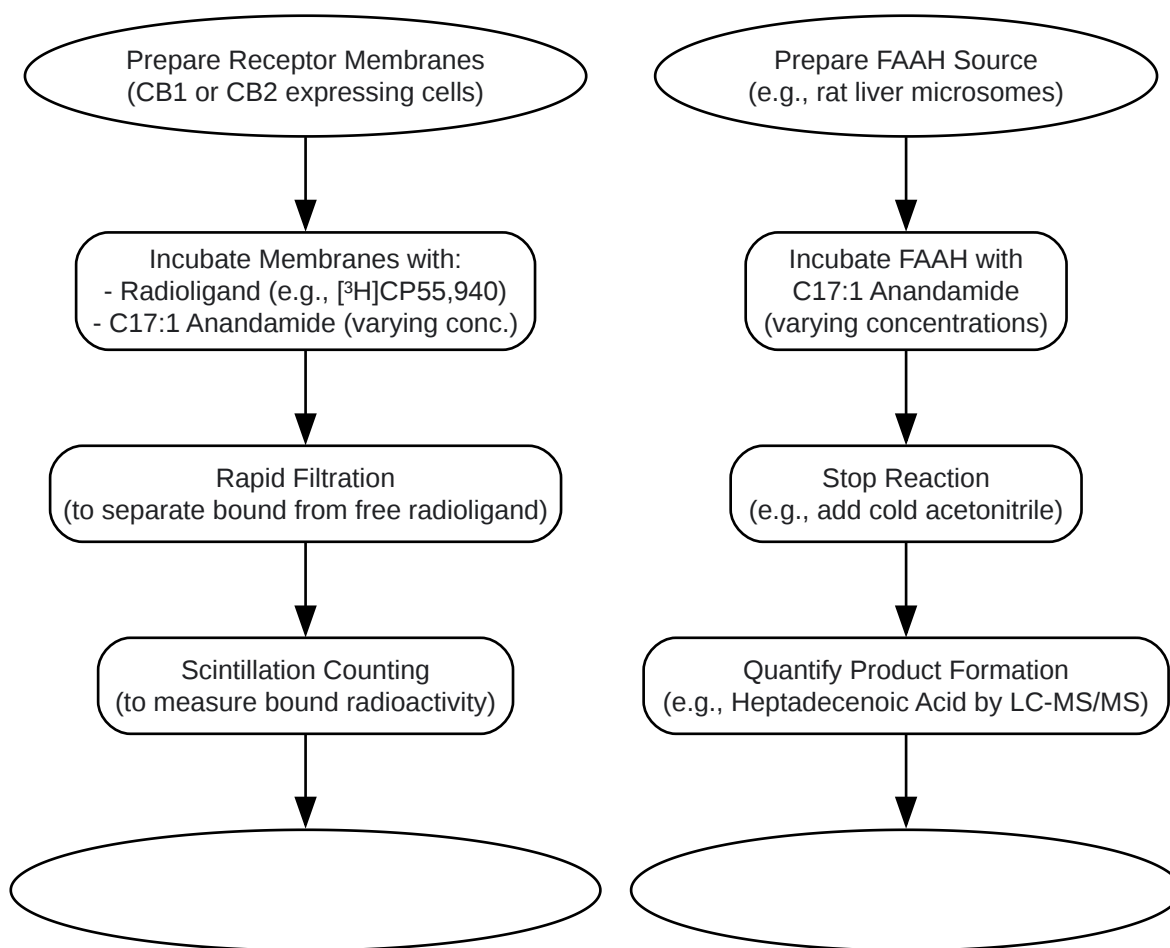 Prepare Receptor Membranes
(CB1 or CB2 expressing cells)
Incubate Membranes with:
- Radioligand (e.g., [³H]CP55,940)
- C17:1 Anandamide (varying conc.)
Rapid Filtration
(to separate bound from free radioligand)
Scintillation Counting
(to measure bound radioactivity)
Prepare FAAH Source
(e.g., rat liver microsomes)
Incubate FAAH with
C17:1 Anandamide
(varying concentrations)
Stop Reaction
(e.g., add cold acetonitrile)
Quantify Product Formation
(e.g., Heptadecenoic Acid by LC-MS/MS)